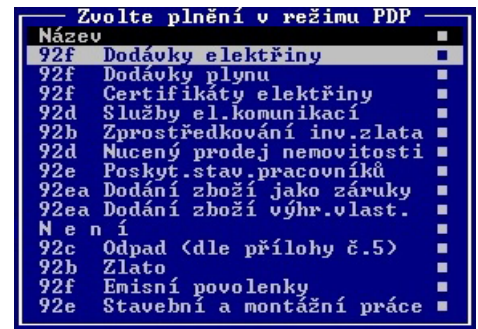 Zvolte plnění v režimu PDP
Název
92f Dodávky elektřiny
92f Dodávky plynu
92f Certifikáty elektřiny
92d Služby el.komunikací
92b Zprostředkování inv.zlata
92d Nucený prodej nemovitosti
92e Poskyt.stav.pracovníků
92ea Dodání zboží jako záruky
92ea Dodání zboží výhr.vlast.
N e n í
92c Odpad (dle přílohy č.5)
92b Zlato
92f Emisní povolenky
92e Stavební a montážní práce